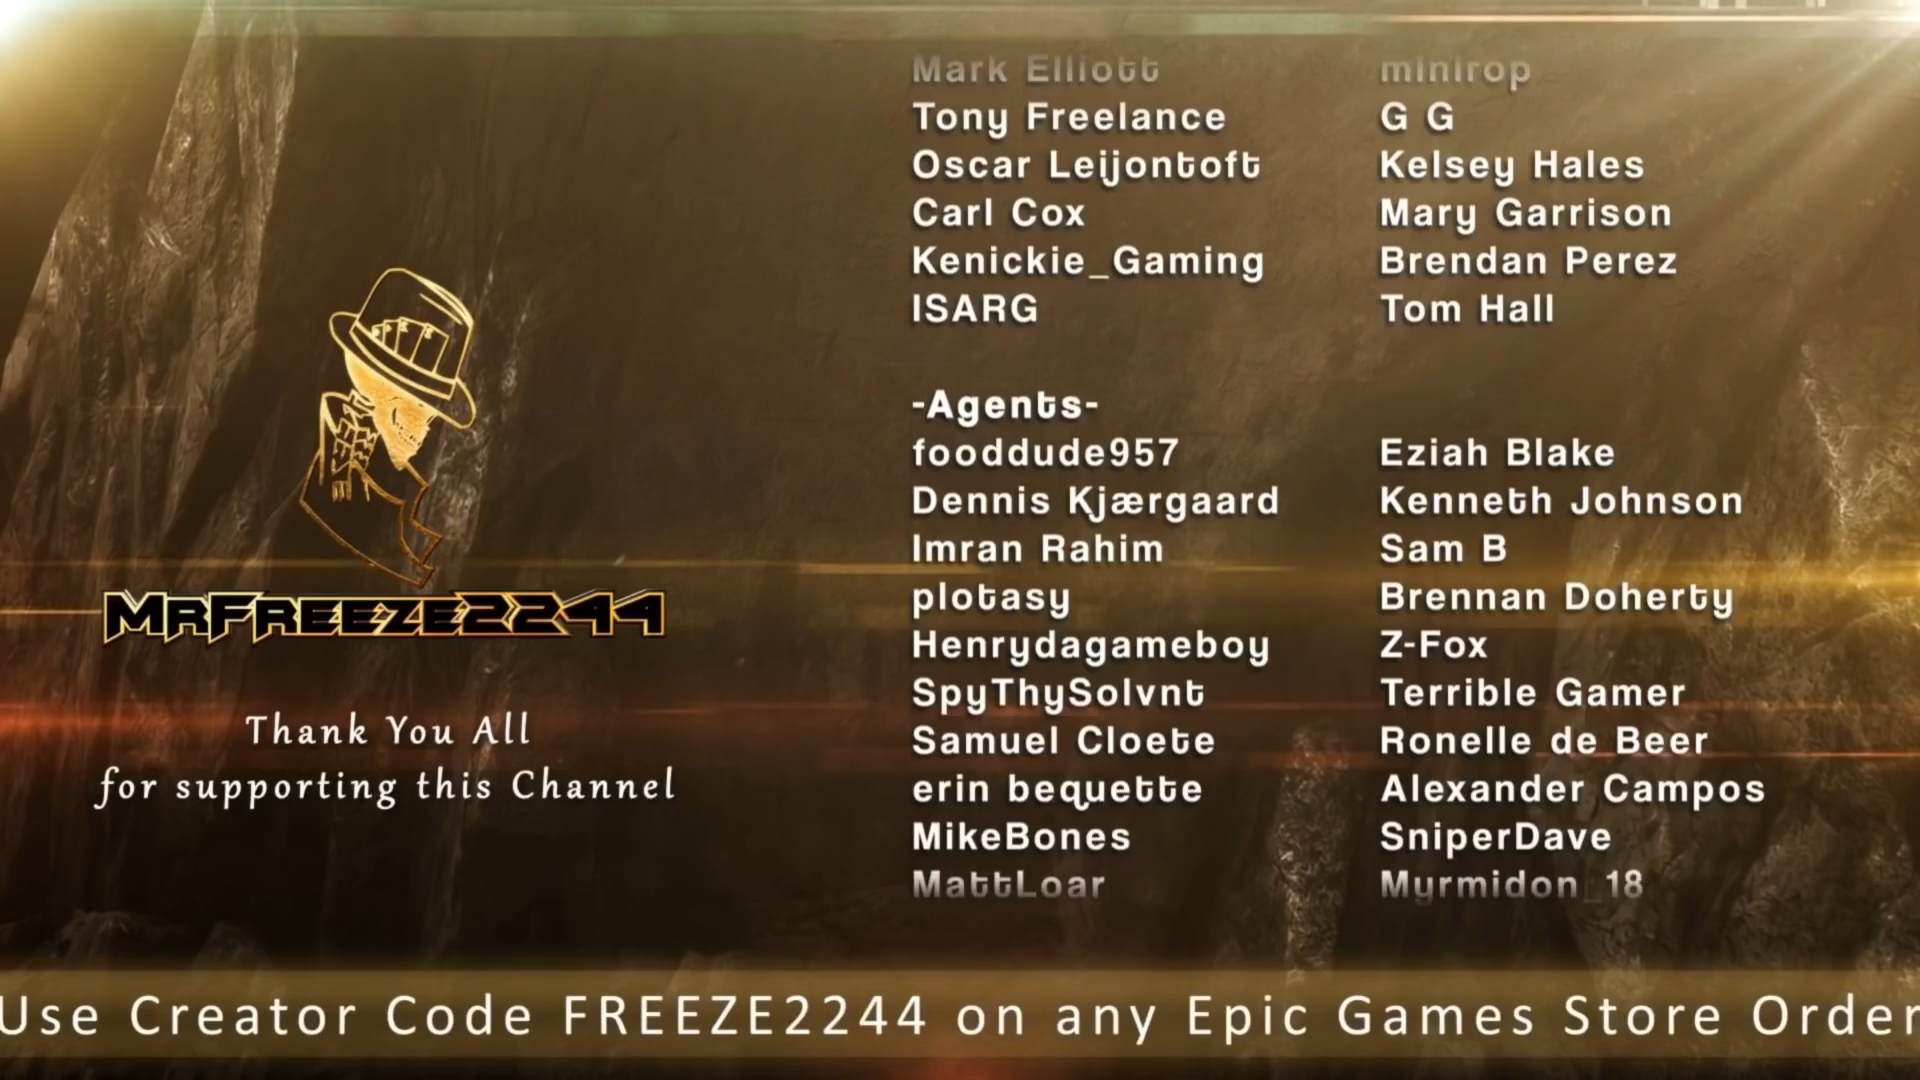 Mark Elliott minirop
Tony Freelance G G
Oscar Leijontoft Kelsey Hales
Carl Cox Mary Garrison
Kenickie_Gaming Brendan Perez
ISARG Tom Hall
-Agents-
fooddude957 Eziah Blake
Dennis Kjærgaard Kenneth Johnson
Imran Rahim Sam B
plotasy Brennan Doherty
Henrydagameboy Z-Fox
SpyThySolvnt Terrible Gamer
Samuel Cloete Ronelle de Beer
erin bequette Alexander Campos
MikeBones SniperDave
MattLoar Myrmidon_18
MrFreeze2244
Thank You All
for supporting this Channel
Use Creator Code FREEZE2244 on any Epic Games Store Order